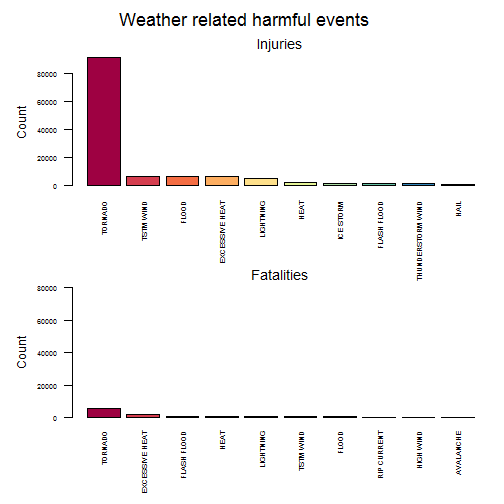 Weather related harmful events
Injuries
Count
80000
60000
40000
20000
0
TORNADO
TSTM WIND
FLOOD
EXCESSIVE HEAT
LIGHTNING
HEAT
ICE STORM
FLASH FLOOD
THUNDERSTORM WIND
HAIL
Fatalities
Count
80000
60000
40000
20000
0
TORNADO
EXCESSIVE HEAT
FLASH FLOOD
HEAT
LIGHTNING
TSTM WIND
FLOOD
RIP CURRENT
HIGH WIND
AVALANCHE